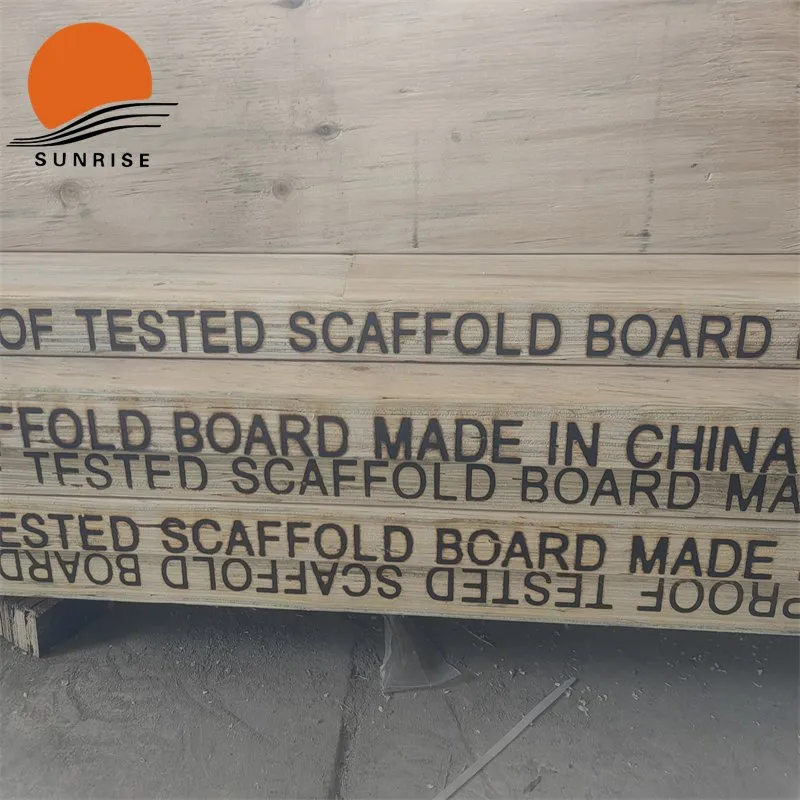 SUNRISE
OF TESTED SCAFFOLD BOARD
FFOLD BOARD MADE IN CHINA
TESTED SCAFFOLD BOARD MA
ESTED SCAFFOLD BOARD MADE
PROOF TESTED SCAFFOLD BOARD